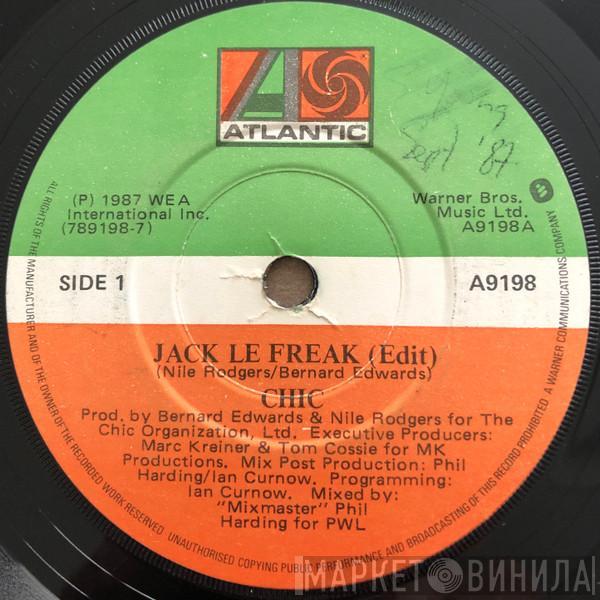 ATLANTIC
Sept '87
(P) 1987 WEA
International Inc.
(789198-7)
Warner Bros.
Music Ltd.
A9198A
SIDE 1
A9198
JACK LE FREAK (Edit)
(Nile Rodgers/Bernard Edwards)
CHIC
Prod. by Bernard Edwards & Nile Rodgers for The
Chic Organization, Ltd. Executive Producers:
Marc Kreiner & Tom Cossie for MK
Productions. Mix Post Production: Phil
Harding/Ian Curnow. Programming:
Ian Curnow. Mixed by:
"Mixmaster" Phil
Harding for PWL
ALL RIGHTS OF THE MANUFACTURER AND OF THE OWNER OF THE RECORDED WORK RESERVED UNAUTHORISED COPYING PUBLIC PERFORMANCE AND BROADCASTING OF THIS RECORD PROHIBITED A WARNER COMMUNICATIONS COMPANY
МАРКЕТ ВИНИЛА